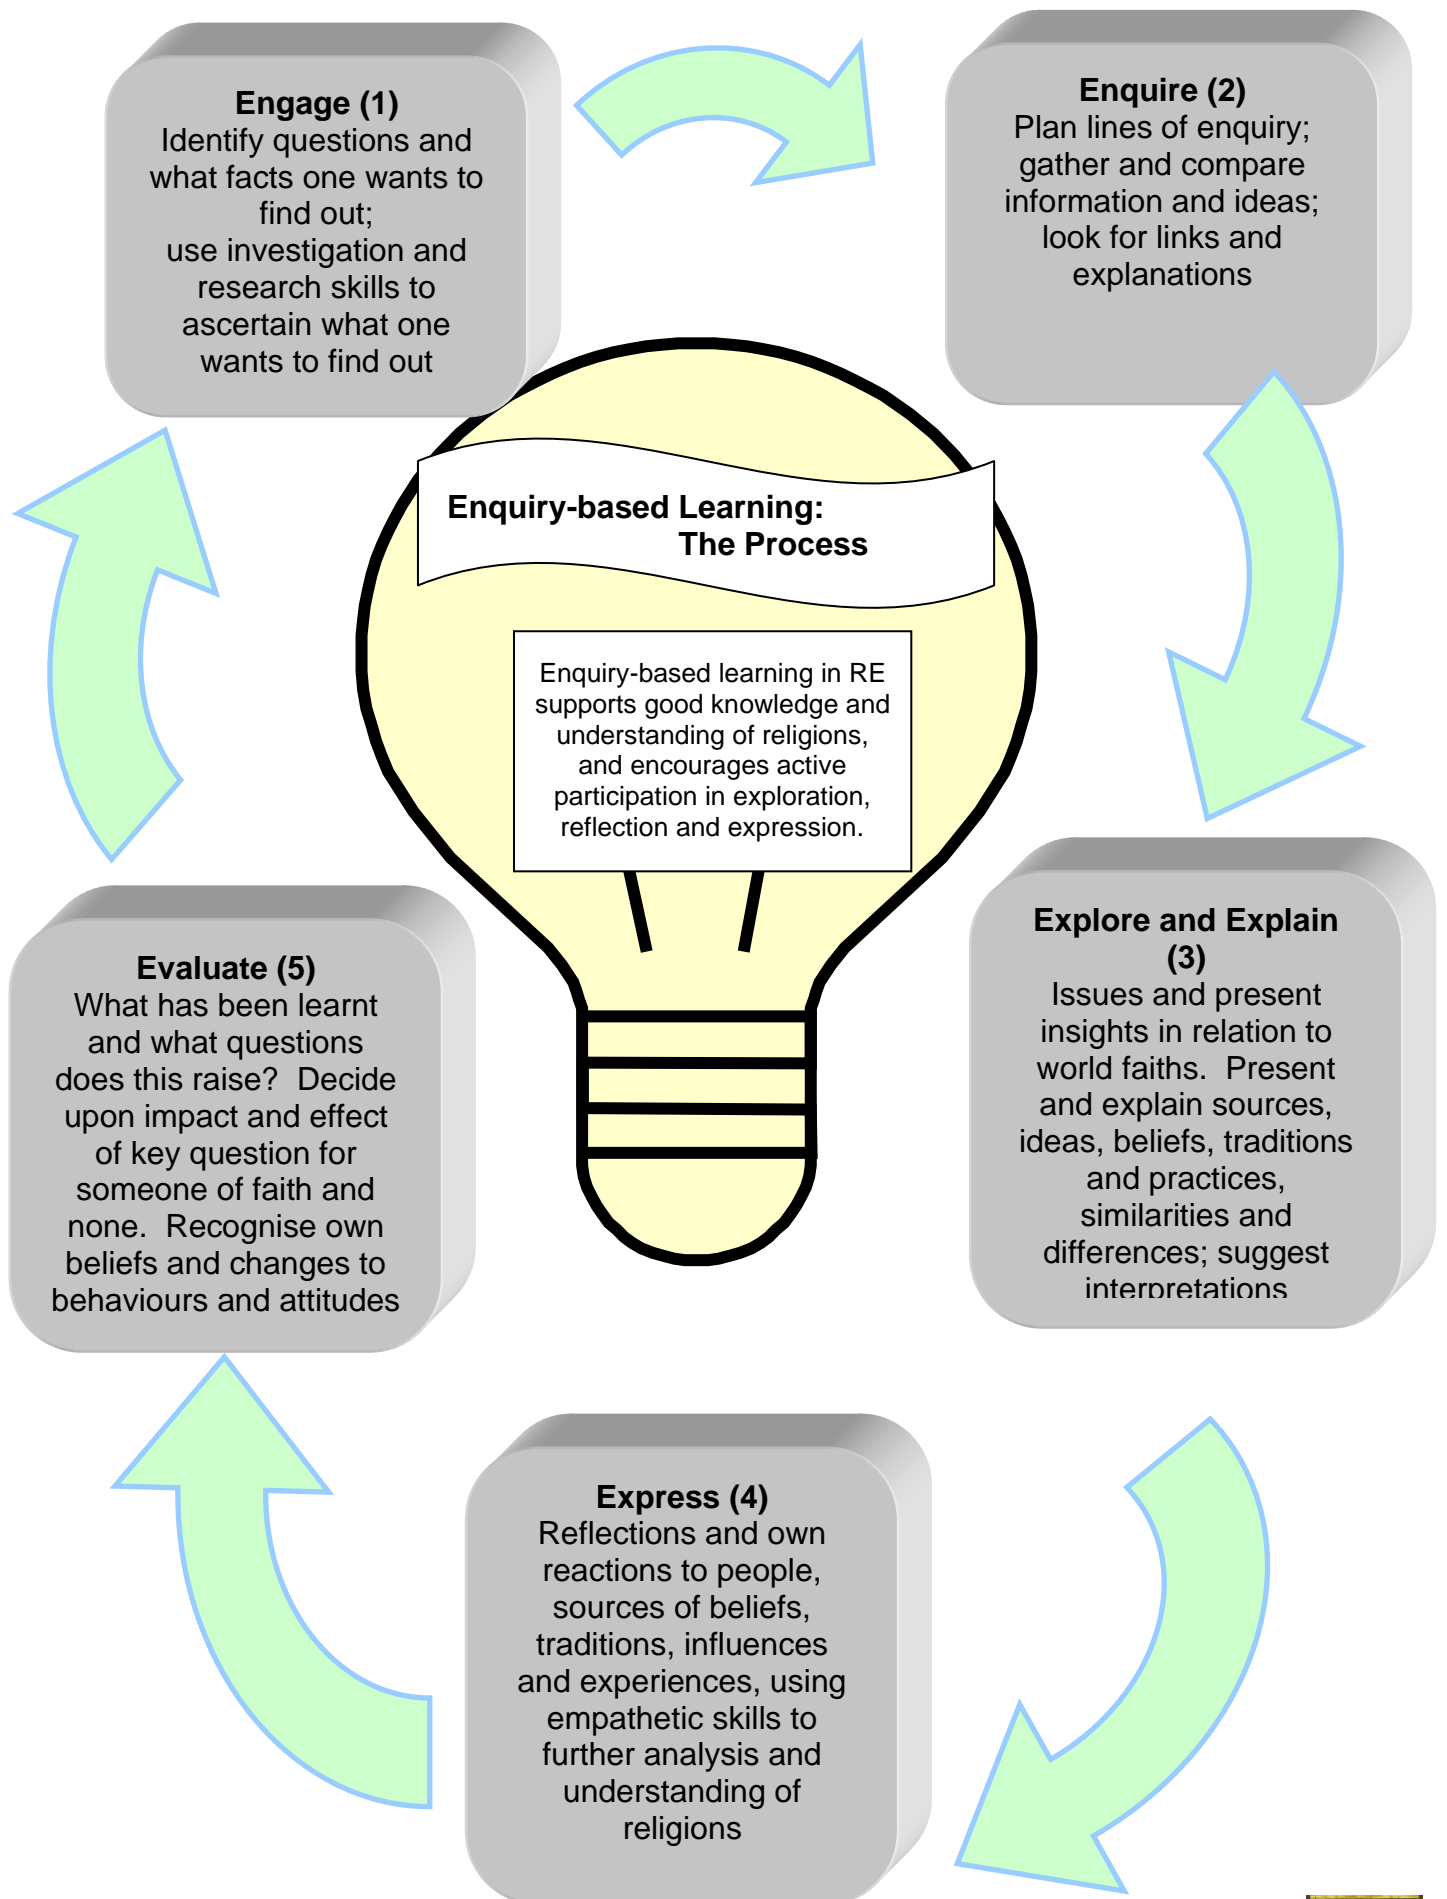 Engage (1)
Identify questions and
what facts one wants to
find out;
use investigation and
research skills to
ascertain what one
wants to find out
Enquire (2)
Plan lines of enquiry;
gather and compare
information and ideas;
look for links and
explanations
Enquiry-based Learning:
The Process
Enquiry-based learning in RE
supports good knowledge and
understanding of religions,
and encourages active
participation in exploration,
reflection and expression.
Explore and Explain
(3)
Issues and present
insights in relation to
world faiths.  Present
and explain sources,
ideas, beliefs, traditions
and practices,
similarities and
differences; suggest
interpretations
Express (4)
Reflections and own
reactions to people,
sources of beliefs,
traditions, influences
and experiences, using
empathetic skills to
further analysis and
understanding of
religions
Evaluate (5)
What has been learnt
and what questions
does this raise?  Decide
upon impact and effect
of key question for
someone of faith and
none.  Recognise own
beliefs and changes to
behaviours and attitudes